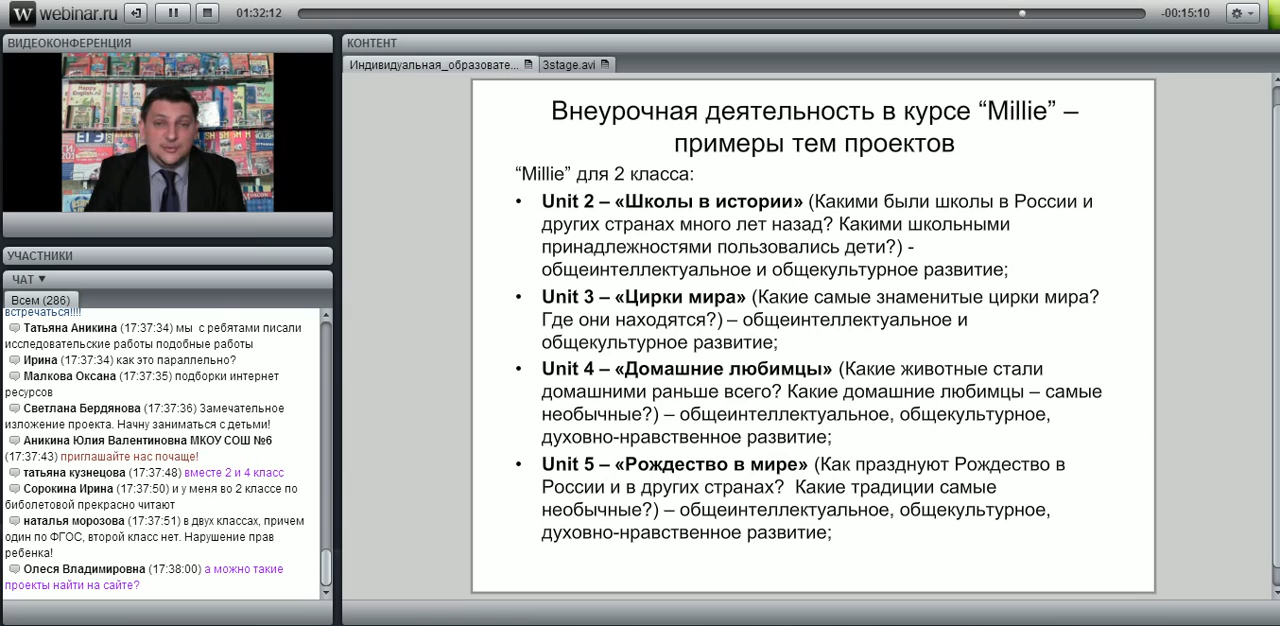 W webinar.ru
01:32:12
-00:15:10
ВИДЕОКОНФЕРЕНЦИЯ
Happy
English.ru
ЕГЭ
УЧАСТНИКИ
ЧАТ ▼
Всем (286)
встречаться!!!!
Татьяна Аникина (17:37:34) мы с ребятами писали
исследовательские работы подобные работы
Ирина (17:37:34) как это параллельно?
Малкова Оксана (17:37:35) подборки интернет
ресурсов
Светлана Бердянова (17:37:36) Замечательное
изложение проекта. Начну заниматься с детьми!
Аникина Юлия Валентиновна МКОУ СОШ №6
(17:37:43) приглашайте нас почаще!
татьяна кузнецова (17:37:48) вместе 2 и 4 класс
Сорокина Ирина (17:37:50) и у меня во 2 классе по
биболетовой прекрасно читают
наталья морозова (17:37:51) в двух классах, причем
один по ФГОС, второй класс нет. Нарушение прав
ребенка!
Олеся Владимировна (17:38:00) а можно такие
проекты найти на сайте?
КОНТЕНТ
Индивидуальная_образовате...
3stage.avi
Внеурочная деятельность в курсе “Millie” –
примеры тем проектов
“Millie” для 2 класса:
• Unit 2 – «Школы в истории» (Какими были школы в России и
других странах много лет назад? Какими школьными
принадлежностями пользовались дети?) -
общеинтеллектуальное и общекультурное развитие;
• Unit 3 – «Цирки мира» (Какие самые знаменитые цирки мира?
Где они находятся?) – общеинтеллектуальное и
общекультурное развитие;
• Unit 4 – «Домашние любимцы» (Какие животные стали
домашними раньше всего? Какие домашние любимцы – самые
необычные?) – общеинтеллектуальное, общекультурное,
духовно-нравственное развитие;
• Unit 5 – «Рождество в мире» (Как празднуют Рождество в
России и в других странах? Какие традиции самые
необычные?) – общеинтеллектуальное, общекультурное,
духовно-нравственное развитие;